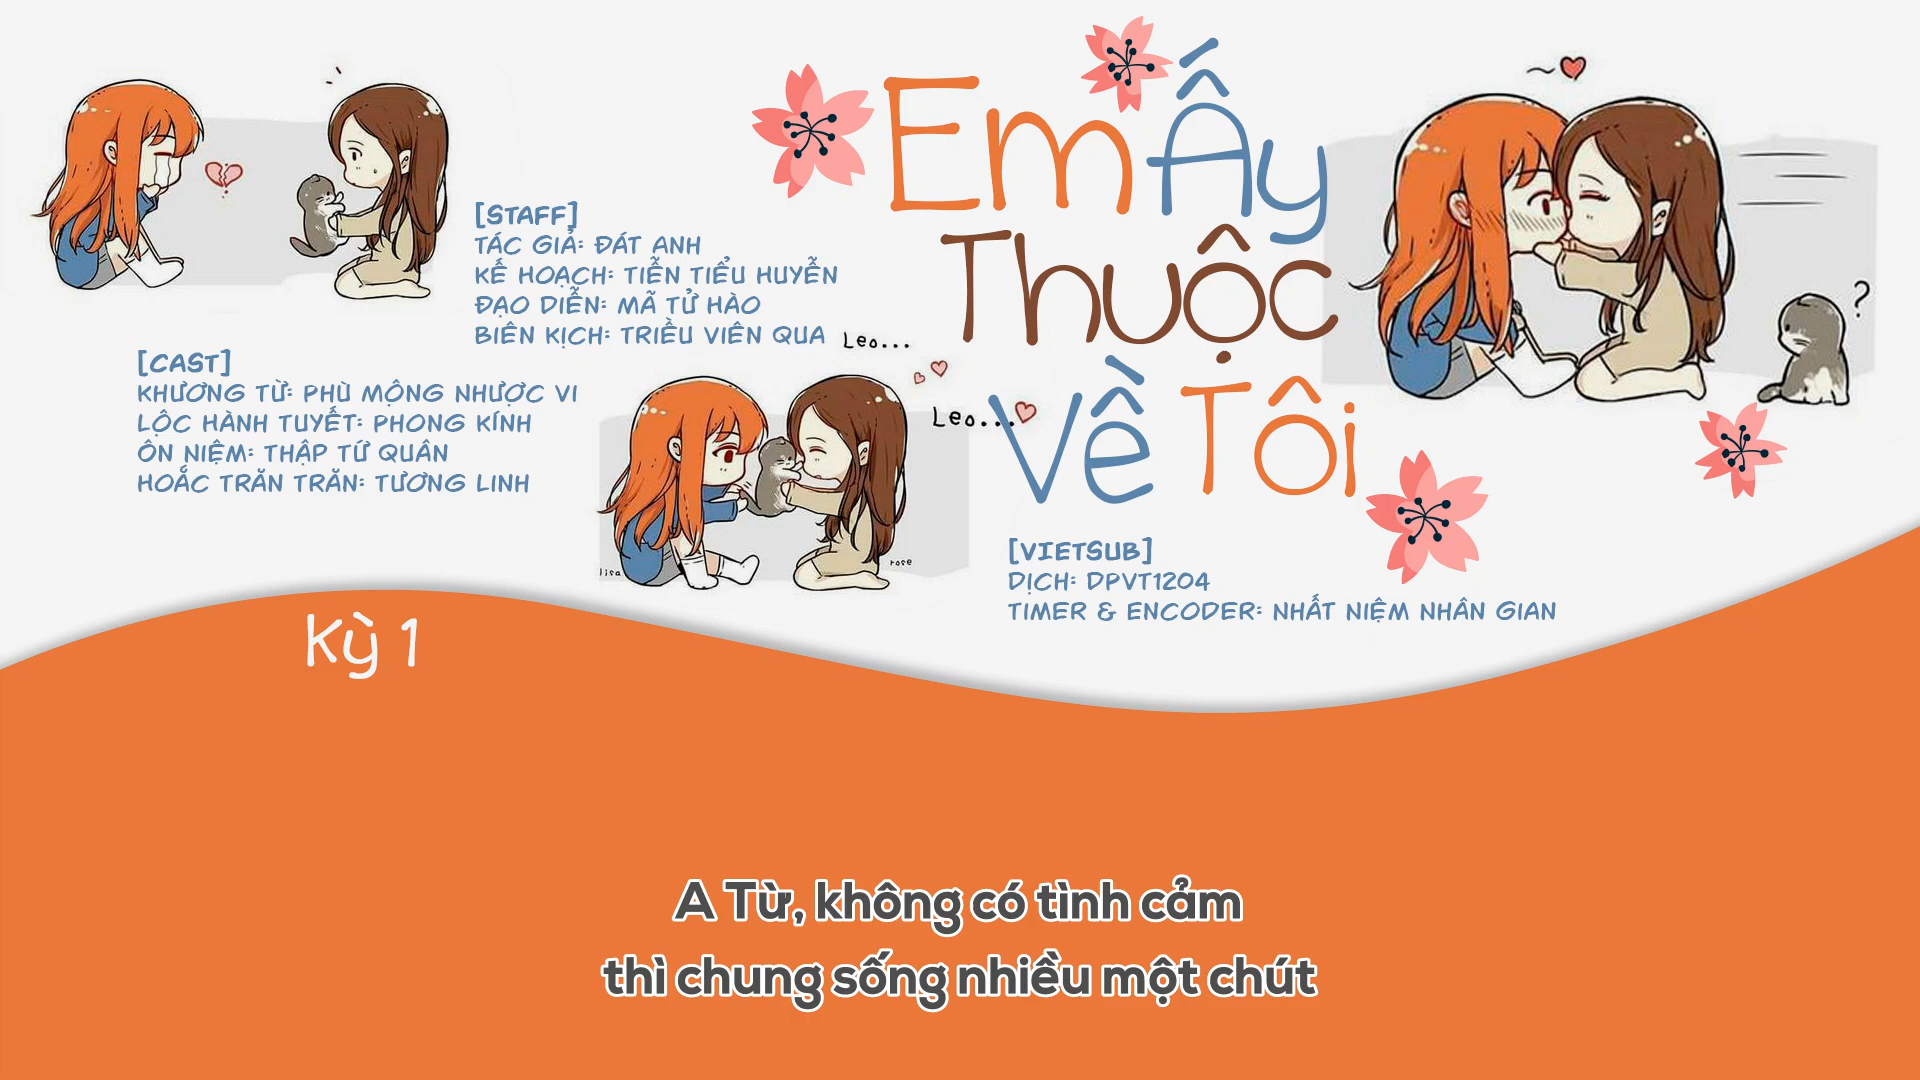 Em Ấy
Thuộc
Về Tôi
[STAFF]
TÁC GIẢ: ĐÁT ANH
KẾ HOẠCH: TIỄN TIỂU HUYỄN
ĐẠO DIỄN: MÃ TỬ HÀO
BIÊN KỊCH: TRIỀU VIÊN QUA
[CAST]
KHƯƠNG TỪ: PHÙ MỘNG NHƯỢC VI
LỘC HÀNH TUYẾT: PHONG KÍNH
ÔN NIỆM: THẬP TỨ QUÂN
HOẮC TRĂN TRĂN: TƯƠNG LINH
Leo...
Leo...
lisa
rose
?
[VIETSUB]
DỊCH: DPVT1204
TIMER & ENCODER: NHẤT NIỆM NHÂN GIAN
Kỳ 1
A Từ, không có tình cảm
thì chung sống nhiều một chút